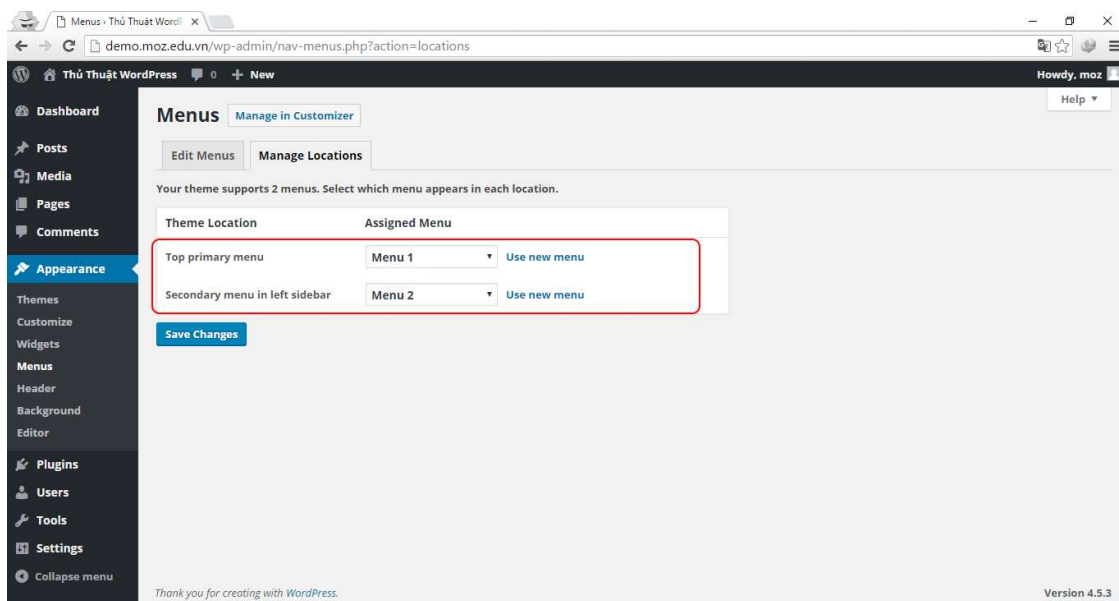 Menus ‹ Thủ Thuật Word
demo.moz.edu.vn/wp-admin/nav-menus.php?action=locations
Thủ Thuật WordPress 0 + New Howdy, moz
Help
Dashboard
Posts
Media
Pages
Comments
Appearance
Themes
Customize
Widgets
Menus
Header
Background
Editor
Plugins
Users
Tools
Settings
Collapse menu
Menus Manage in Customizer
Edit Menus Manage Locations
Your theme supports 2 menus. Select which menu appears in each location.
Theme Location Assigned Menu
Top primary menu Menu 1 Use new menu
Secondary menu in left sidebar Menu 2 Use new menu
Save Changes
Thank you for creating with WordPress. Version 4.5.3